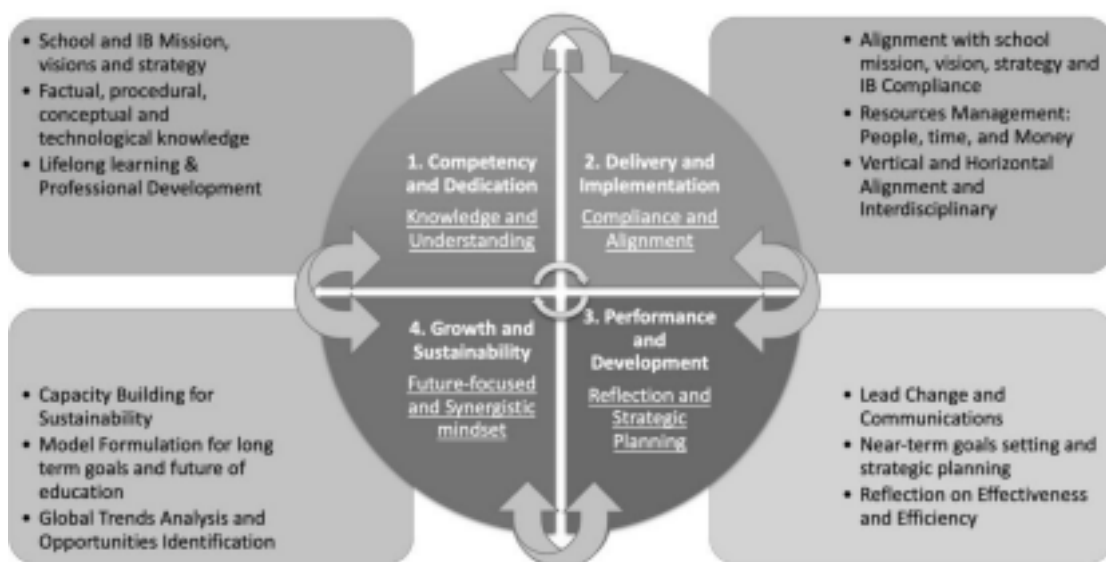 • School and IB Mission,
visions and strategy
• Factual, procedural,
conceptual and
technological knowledge
• Lifelong learning &
Professional Development
• Alignment with school
mission, vision, strategy and
IB Compliance
• Resources Management:
People, time, and Money
• Vertical and Horizontal
Alignment and
Interdisciplinary
1. Competency
and Dedication
Knowledge and
Understanding
2. Delivery and
Implementation
Compliance and
Alignment
3. Performance
and
Development
Reflection and
Strategic
Planning
4. Growth and
Sustainability
Future-focused
and Synergistic
mindset
• Capacity Building for
Sustainability
• Model Formulation for long
term goals and future of
education
• Global Trends Analysis and
Opportunities Identification
• Lead Change and
Communications
• Near-term goals setting and
strategic planning
• Reflection on Effectiveness
and Efficiency